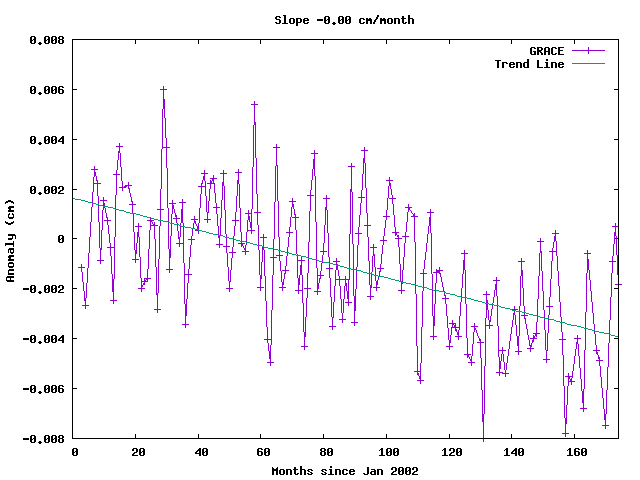 Slope -0.00 cm/month
GRACE
Trend Line
0.008
0.006
0.004
0.002
0
-0.002
-0.004
-0.006
-0.008
Anomaly (cm)
0 20 40 60 80 100 120 140 160
Months since Jan 2002